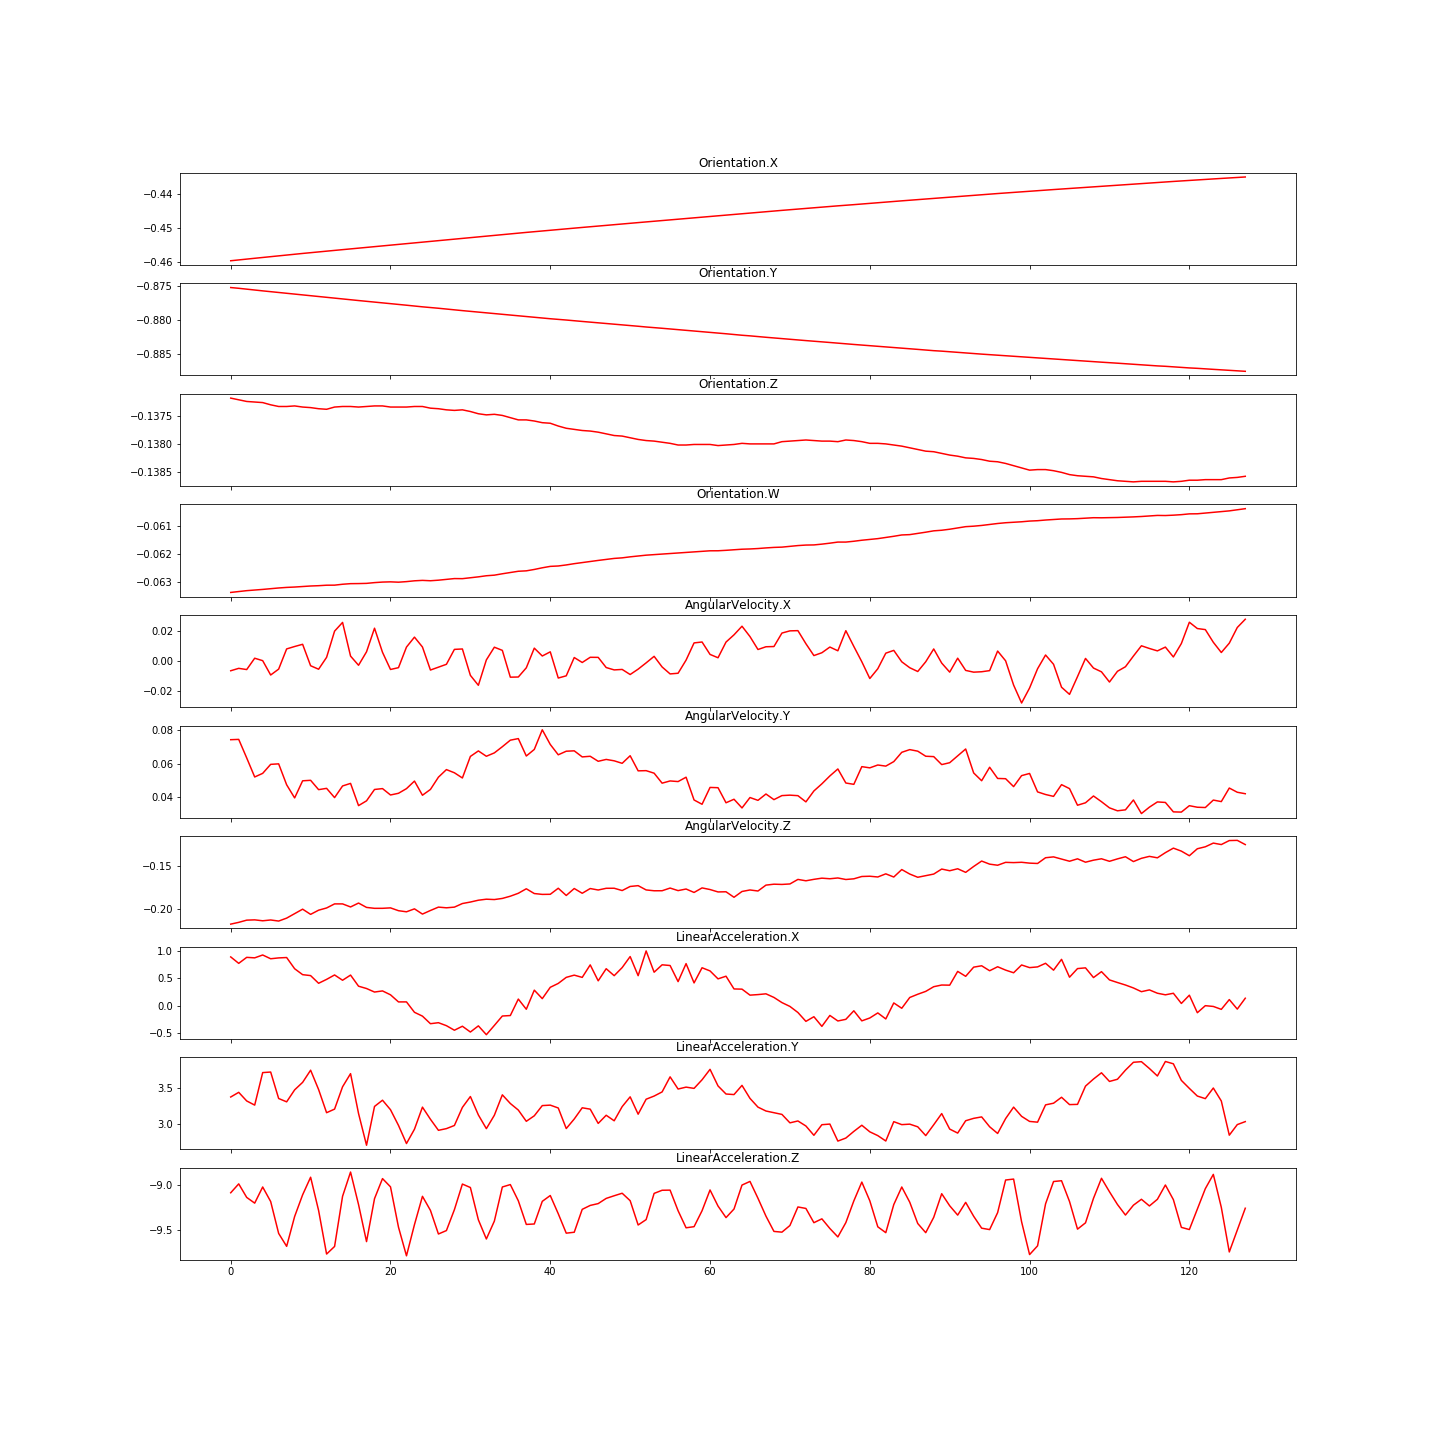 Orientation.X
−0.44
−0.45
−0.46
Orientation.Y
−0.875
−0.880
−0.885
Orientation.Z
−0.1375
−0.1380
−0.1385
Orientation.W
−0.061
−0.062
−0.063
AngularVelocity.X
0.02
0.00
−0.02
AngularVelocity.Y
0.08
0.06
0.04
AngularVelocity.Z
−0.15
−0.20
LinearAcceleration.X
1.0
0.5
0.0
−0.5
LinearAcceleration.Y
3.5
3.0
LinearAcceleration.Z
−9.0
−9.5
0 20 40 60 80 100 120